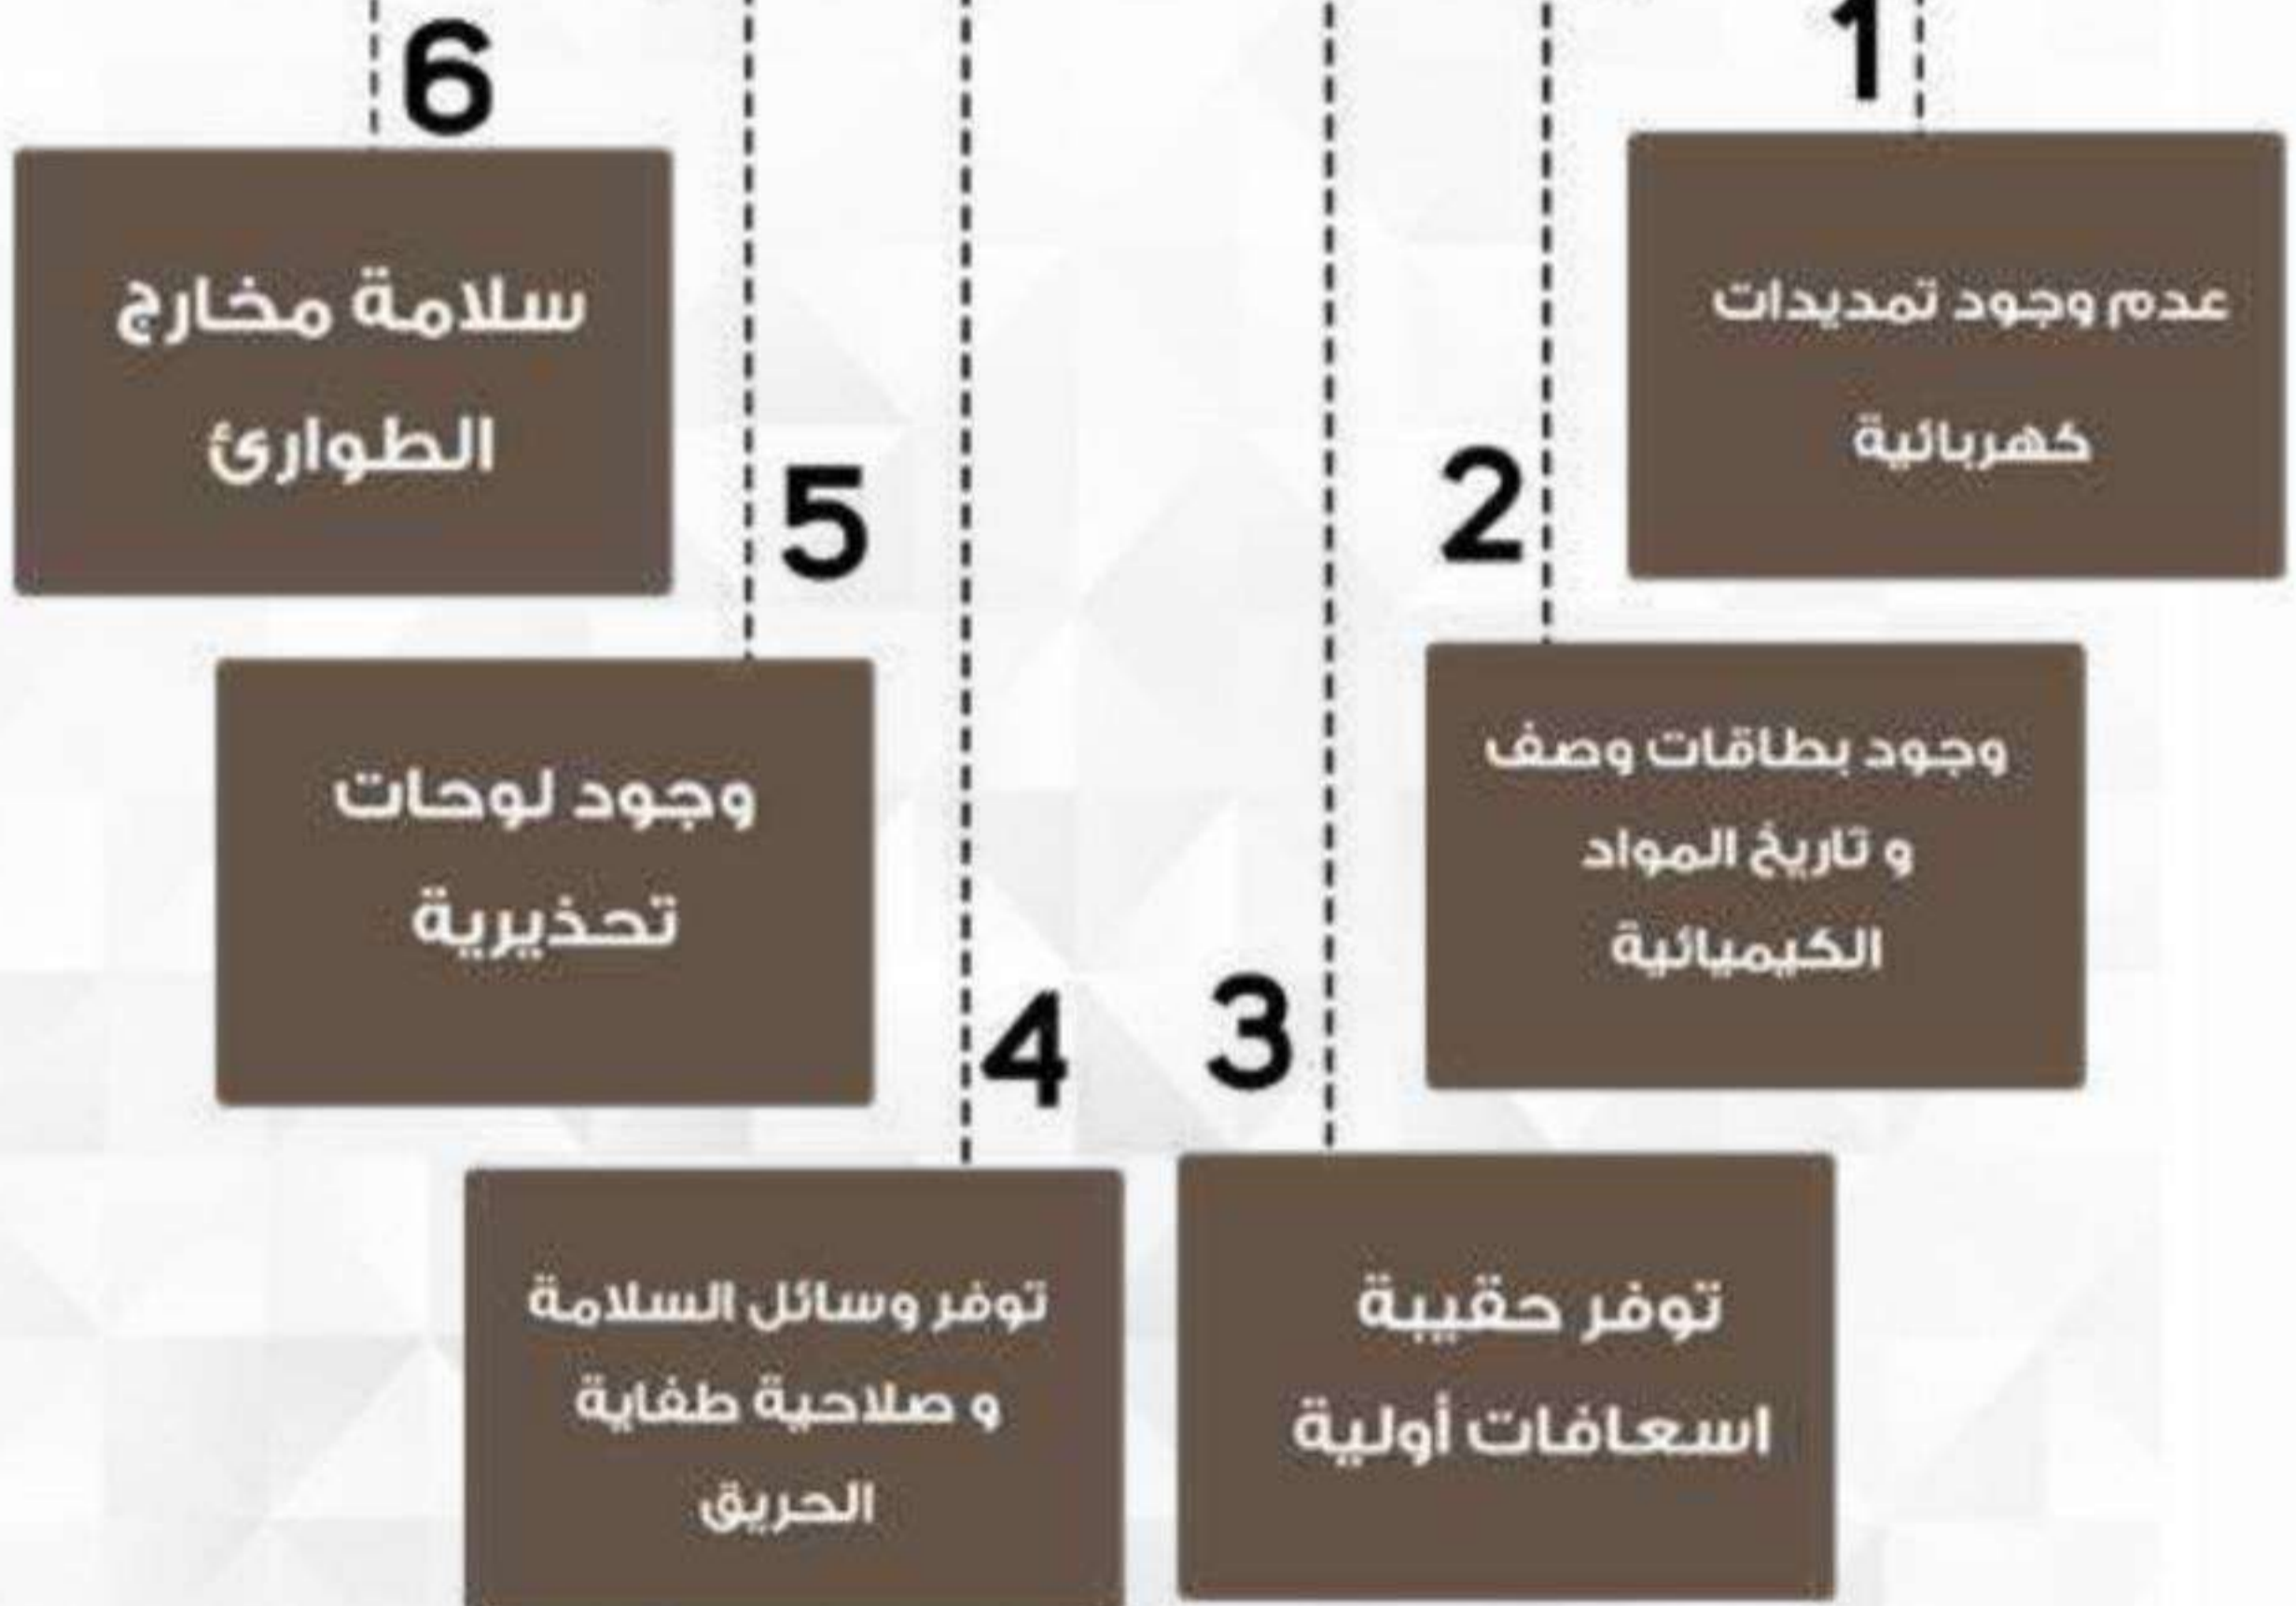 1
عدم وجود تمديدات
كهربائية
2
وجود بطاقات وصف
و تاريخ المواد
الكيميائية
3
توفر حقيبة
اسعافات أولية
4
توفر وسائل السلامة
و صلاحية طفاية
الحريق
5
وجود لوحات
تحذيرية
6
سلامة مخارج
الطوارئ